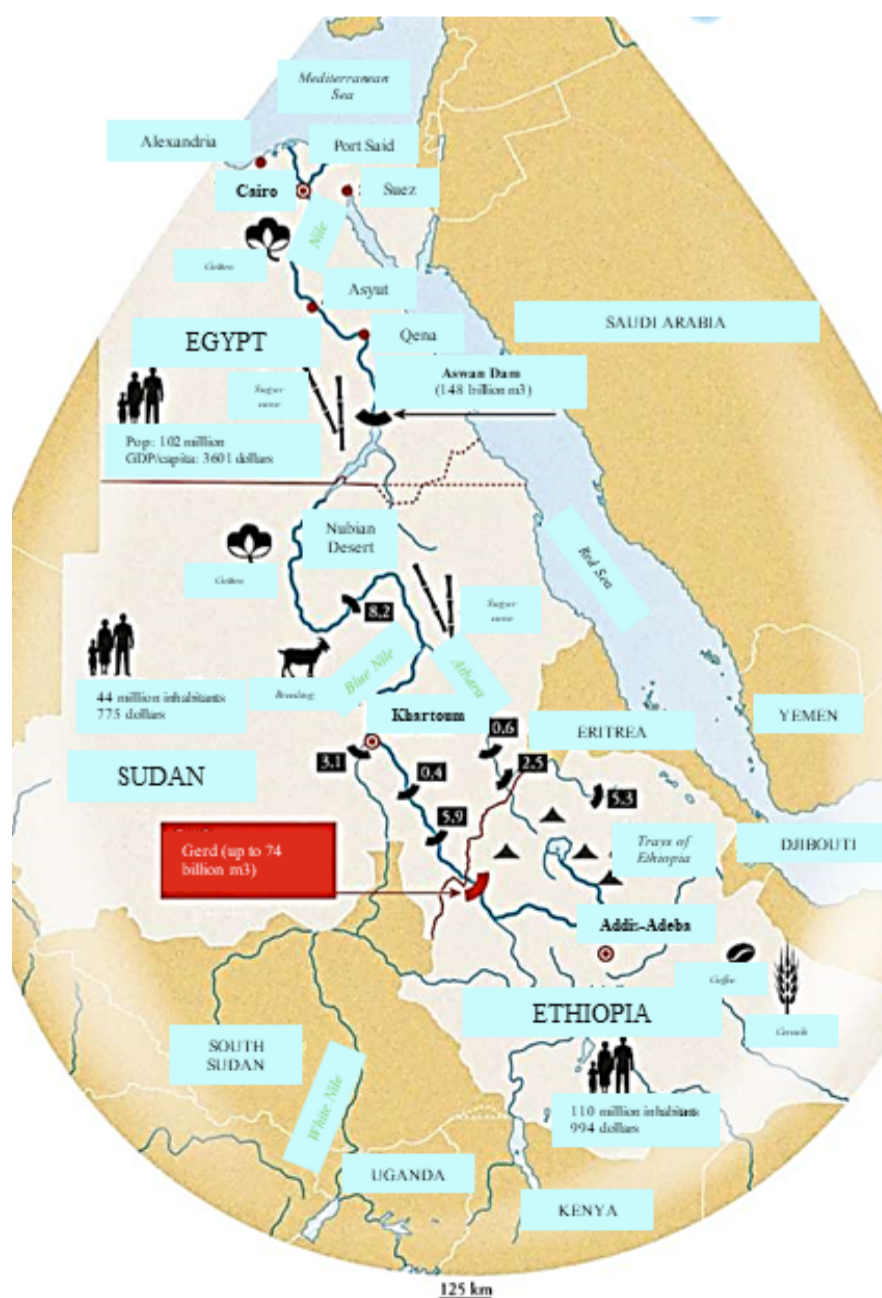 Mediterranean
Sea
Alexandria
Port Said
Cairo
Suez
Nile
Cotton
Asyut
SAUDI ARABIA
EGYPT
Qena
Aswan Dam
(148 billion m3)
Sugar
cane
Pop: 102 million
GDP/capita: 3601 dollars
Nubian
Desert
Red Sea
Cotton
8,2
Sugar
cane
Blue Nile
Atbara
44 million inhabitants
775 dollars
Breeding
Khartoum
YEMEN
0,6
ERITREA
SUDAN
3,1
0,4
2,5
5,3
5,9
Gerd (up to 74
billion m3)
Trays of
Ethiopia
DJIBOUTI
Addis-Adeba
Coffee
ETHIOPIA
Cereals
SOUTH
SUDAN
White Nile
110 million inhabitants
994 dollars
UGANDA
KENYA
125 km